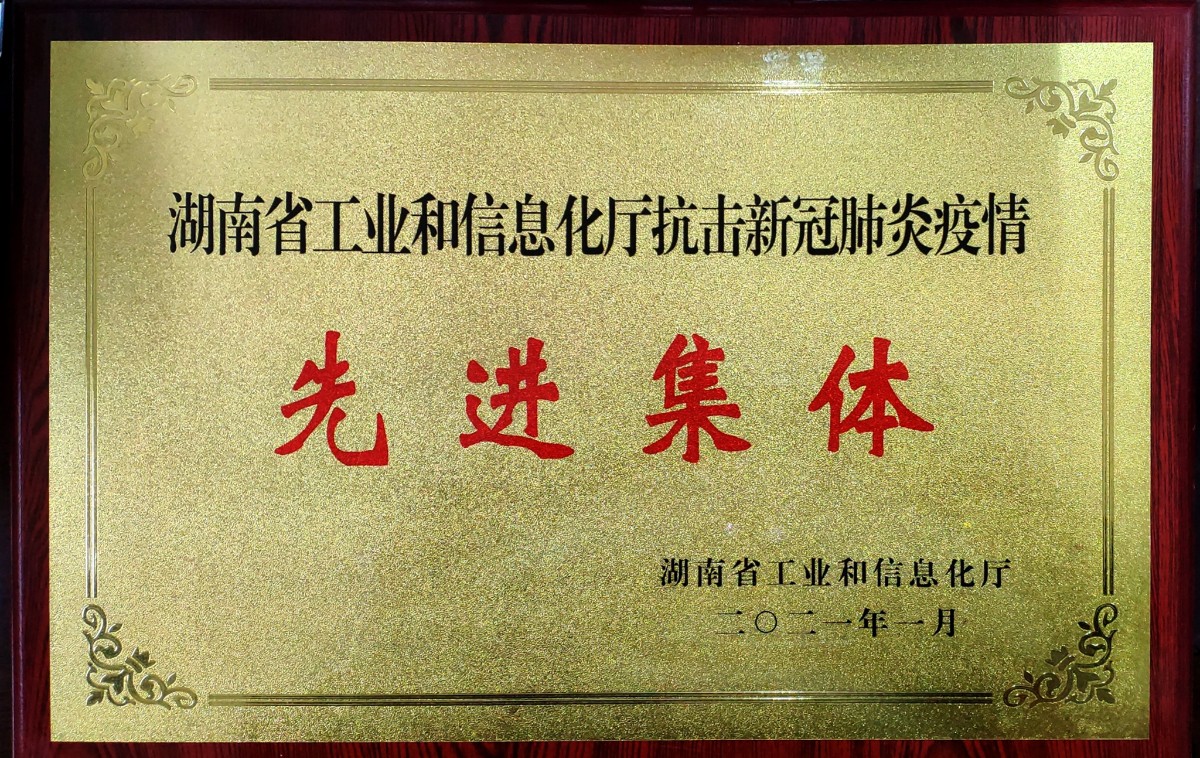 湖南省工业和信息化厅抗击新冠肺炎疫情
先进集体
湖南省工业和信息化厅
二〇二一年一月